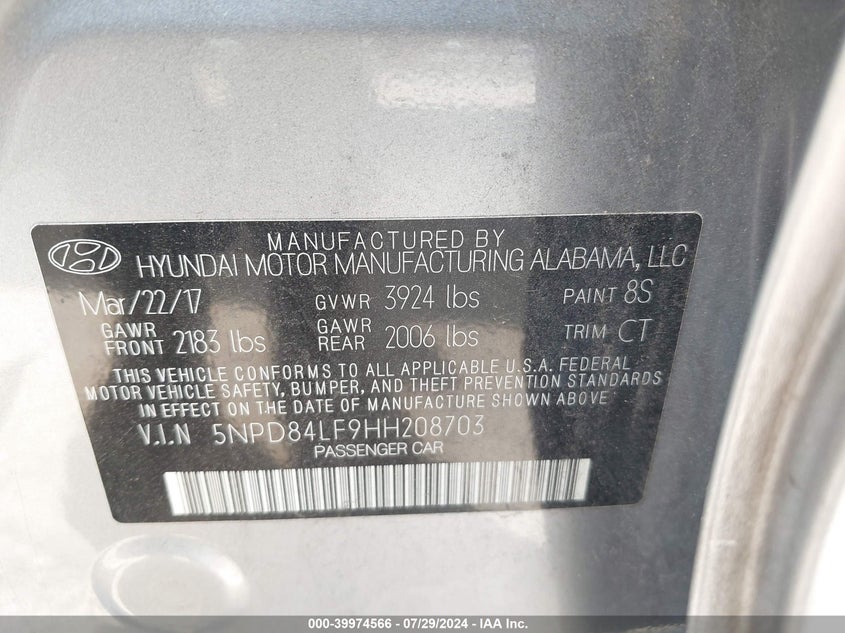 MANUFACTURED BY
HYUNDAI MOTOR MANUFACTURING ALABAMA, LLC
Mar/22/17 GVWR 3924 lbs PAINT 8S
GAWR FRONT 2183 lbs GAWR REAR 2006 lbs TRIM CT
THIS VEHICLE CONFORMS TO ALL APPLICABLE U.S.A. FEDERAL
MOTOR VEHICLE SAFETY, BUMPER, AND THEFT PREVENTION STANDARDS
IN EFFECT ON THE DATE OF MANUFACTURE SHOWN ABOVE
V.I.N 5NPD84LF9HH208703
PASSENGER CAR
000-39974566 | 07/29/2024 - IAA Inc.